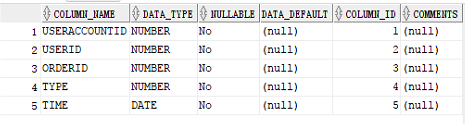 COLUMN_NAME DATA_TYPE NULLABLE DATA_DEFAULT COLUMN_ID COMMENTS
1 USERACCOUNTID NUMBER No (null) 1 (null)
2 USERID NUMBER No (null) 2 (null)
3 ORDERID NUMBER No (null) 3 (null)
4 TYPE NUMBER No (null) 4 (null)
5 TIME DATE No (null) 5 (null)